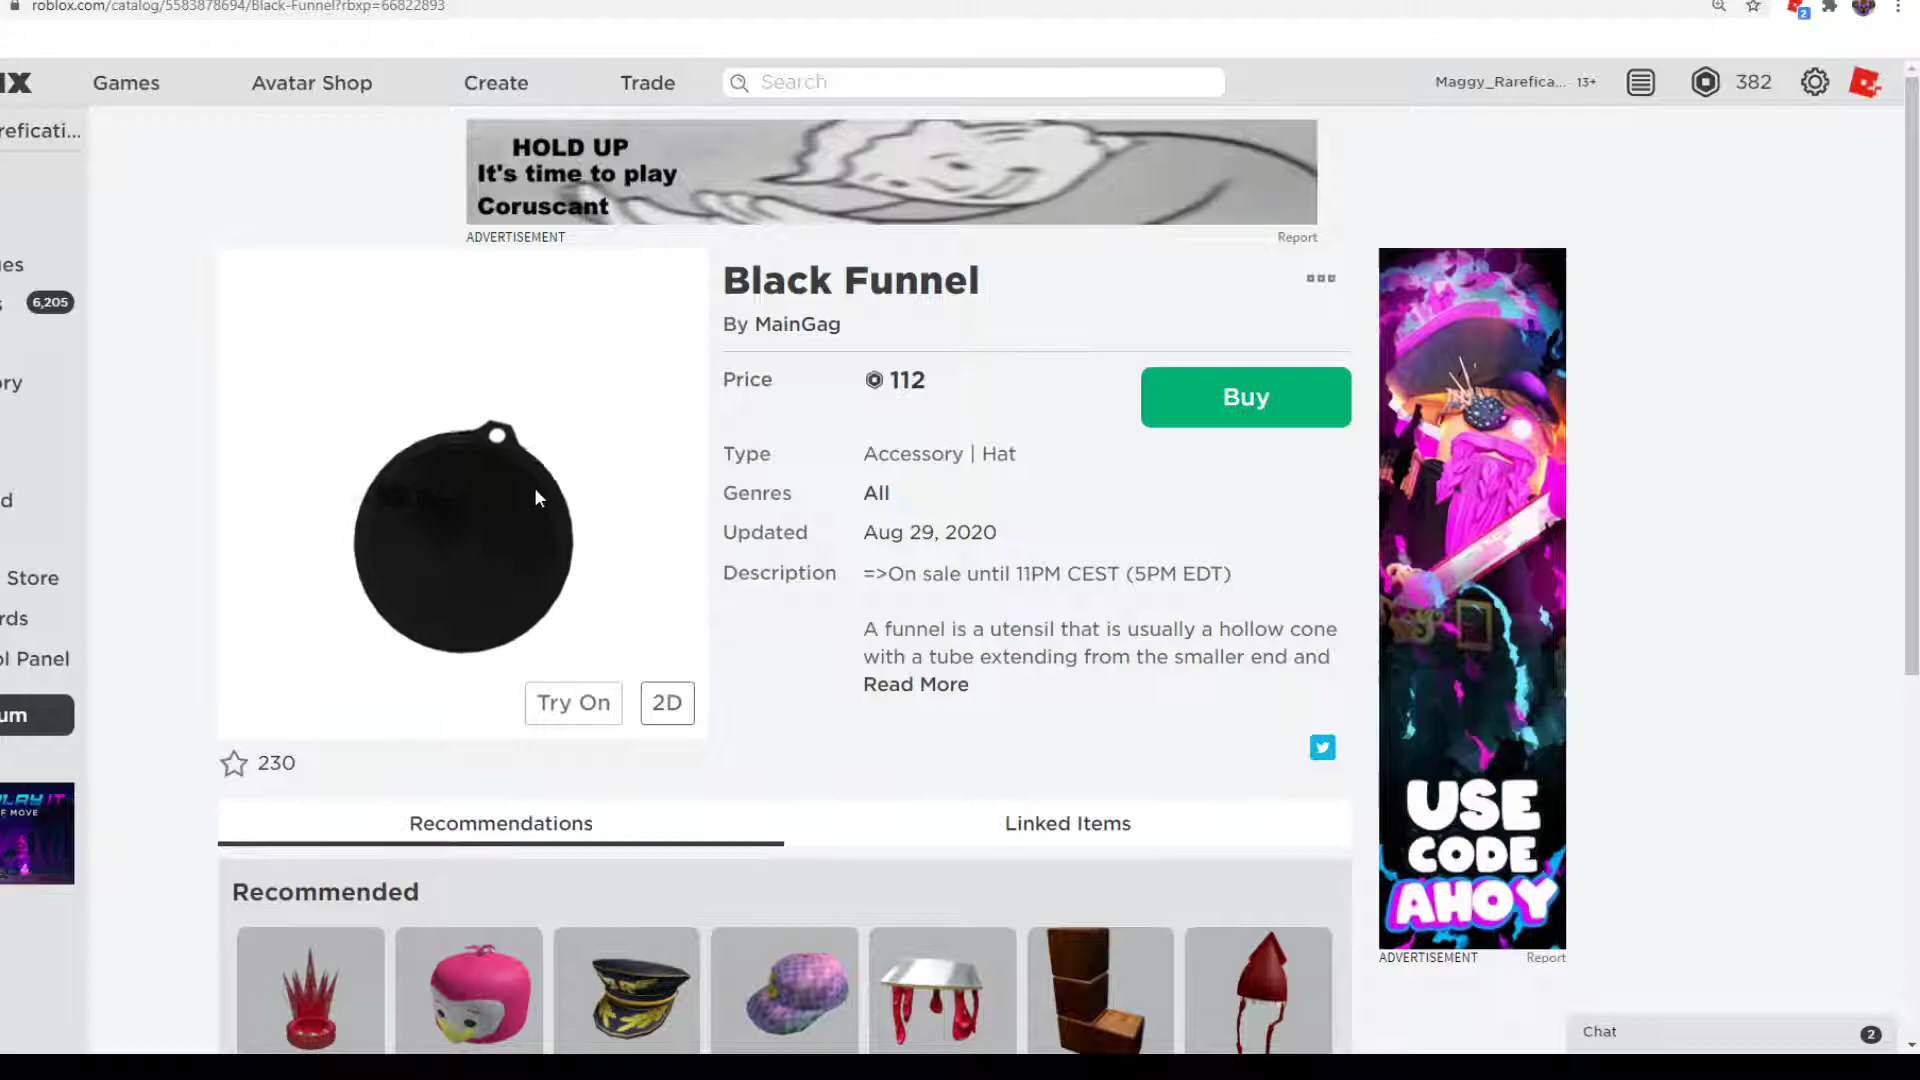 roblox.com/catalog/5583878694/Black-Funnel?rbxp=66822893
Games Avatar Shop Create Trade Search Maggy_Rarefica... 13+ 382
reficati...
HOLD UP
It's time to play
Coruscant
ADVERTISEMENT Report
Black Funnel
By MainGag
Price 112 Buy
Type Accessory | Hat
Genres All
Updated Aug 29, 2020
Description =>On sale until 11PM CEST (5PM EDT)
A funnel is a utensil that is usually a hollow cone
with a tube extending from the smaller end and
Read More
Try On 2D
230
Recommendations Linked Items
Recommended
6,205
Store
rds
ol Panel
um
PLAY IT
F MOVE
USE
CODE
AHOY
ADVERTISEMENT Report
Chat 2